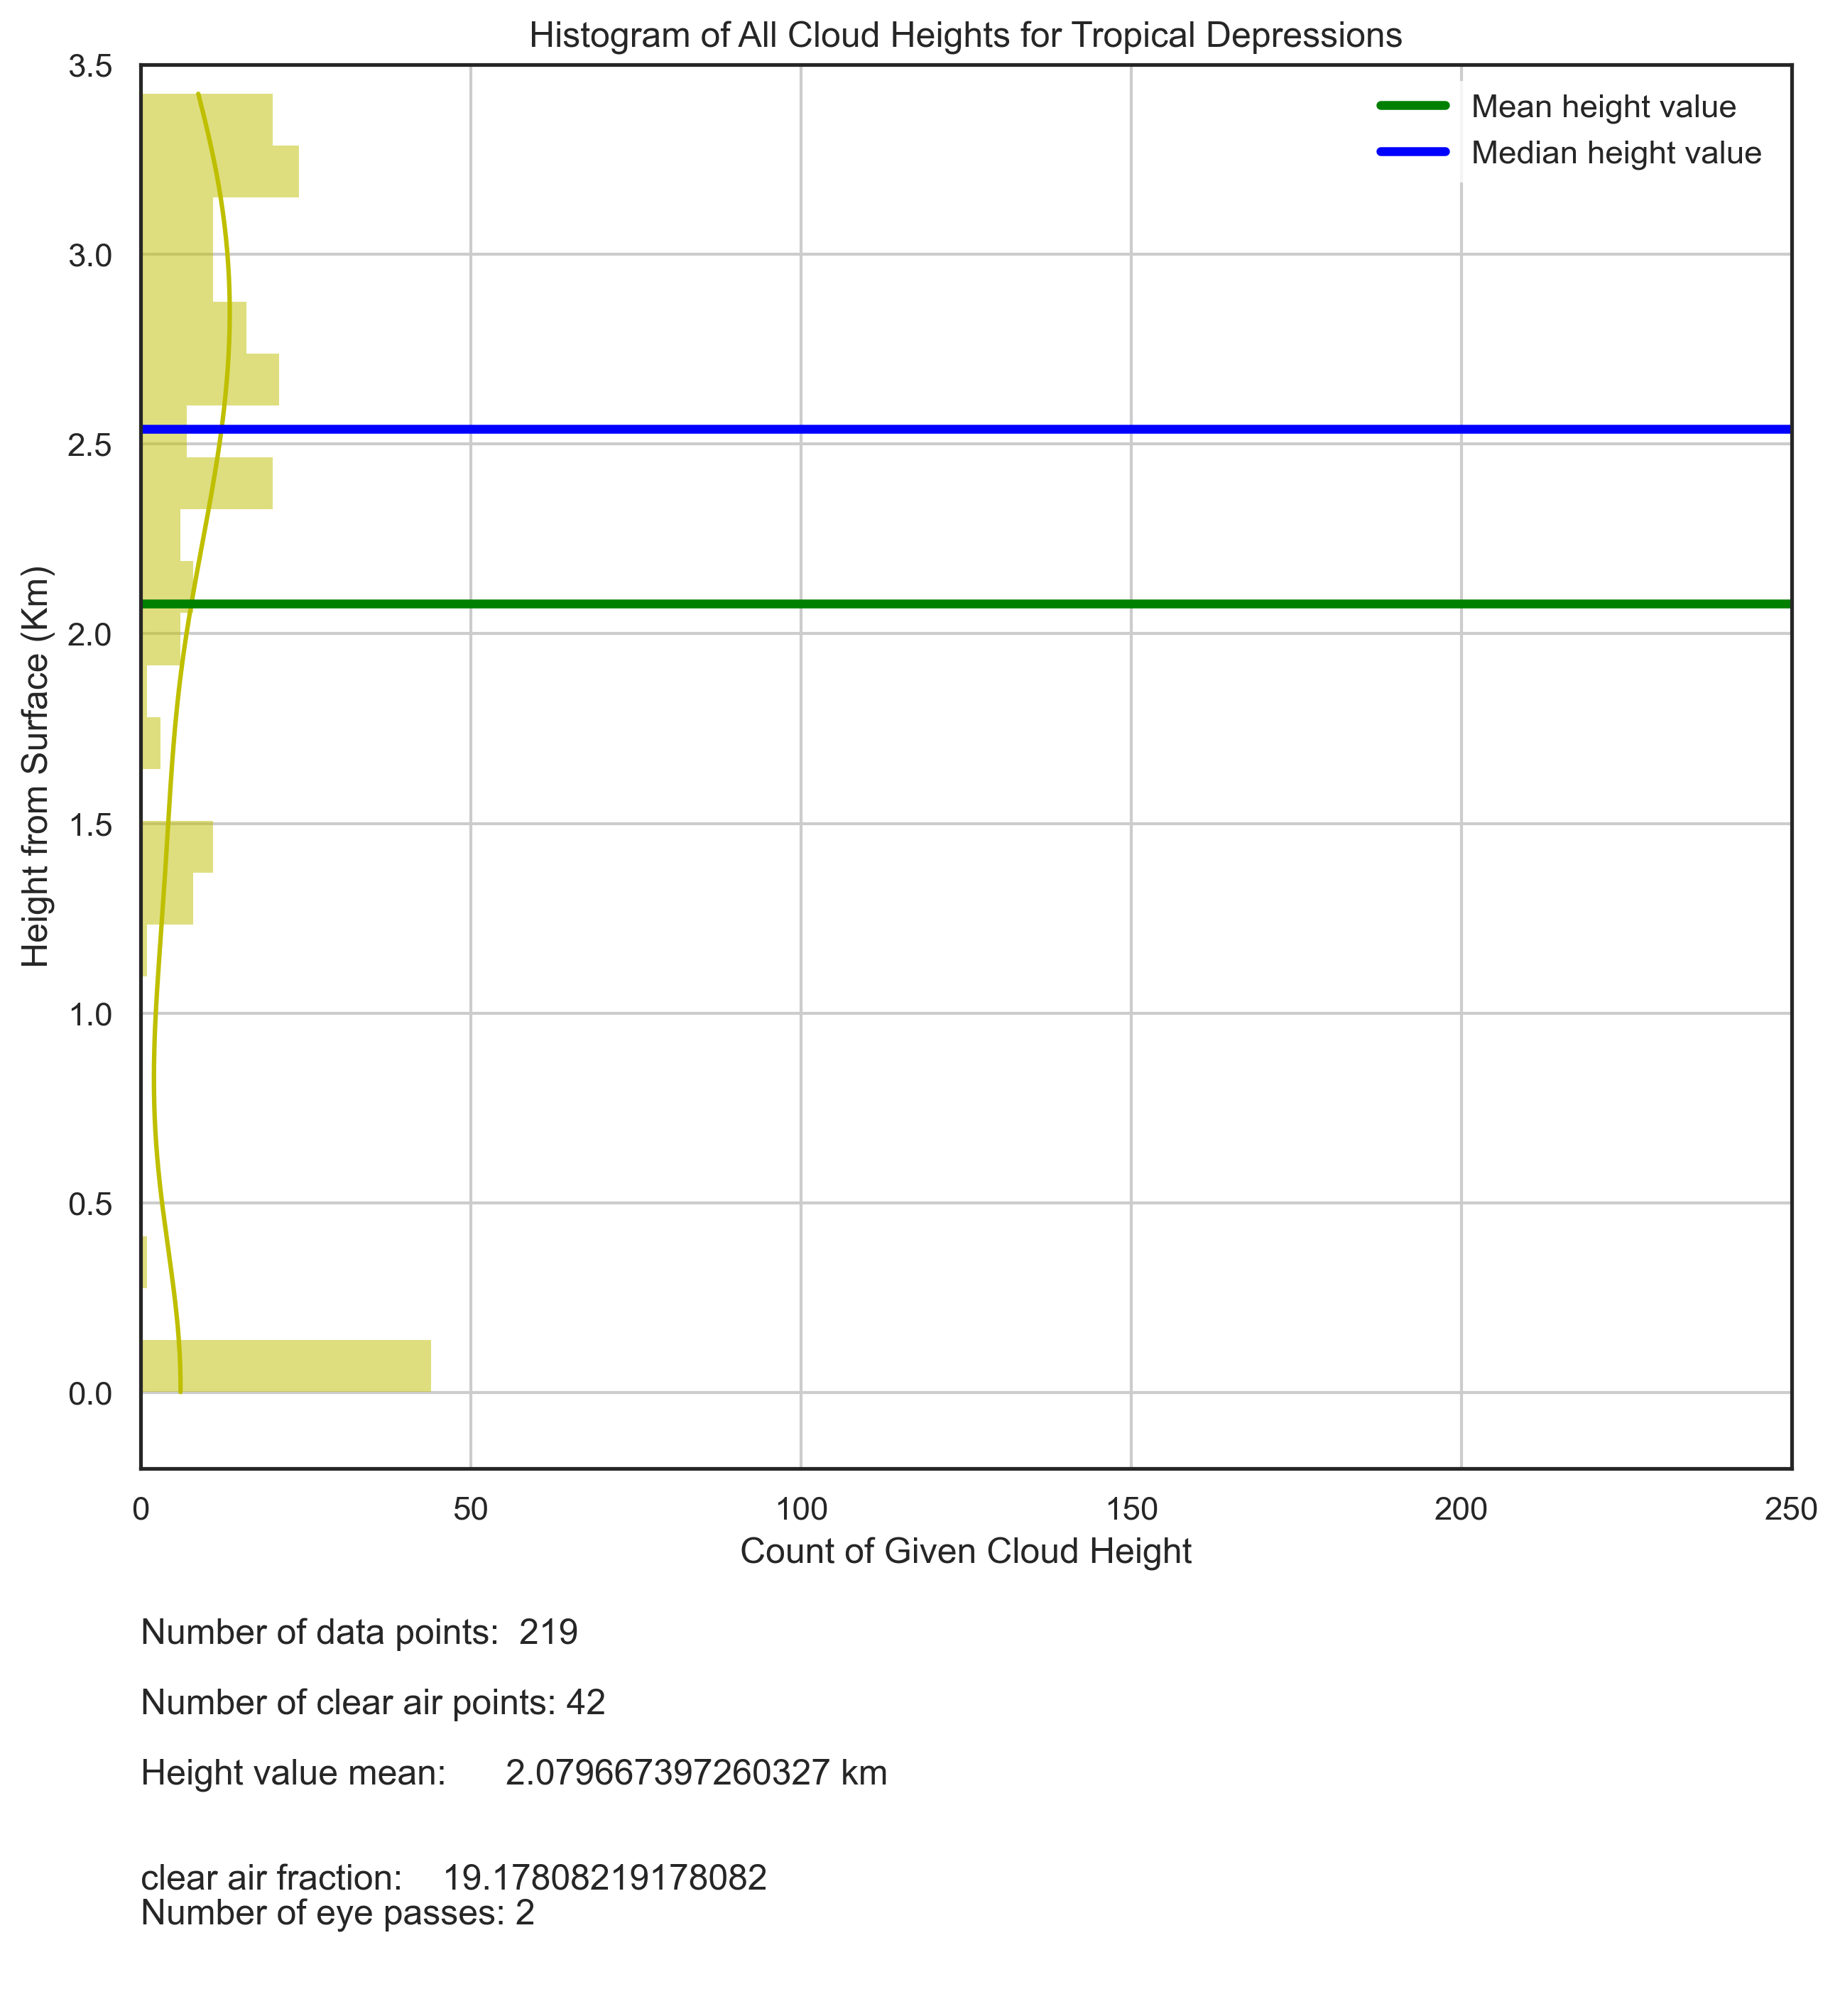 Histogram of All Cloud Heights for Tropical Depressions
Mean height value
Median height value
Height from Surface (Km)
3.5
3.0
2.5
2.0
1.5
1.0
0.5
0.0
0 50 100 150 200 250
Count of Given Cloud Height
Number of data points: 219
Number of clear air points: 42
Height value mean: 2.079667397260327 km
clear air fraction: 19.17808219178082
Number of eye passes: 2